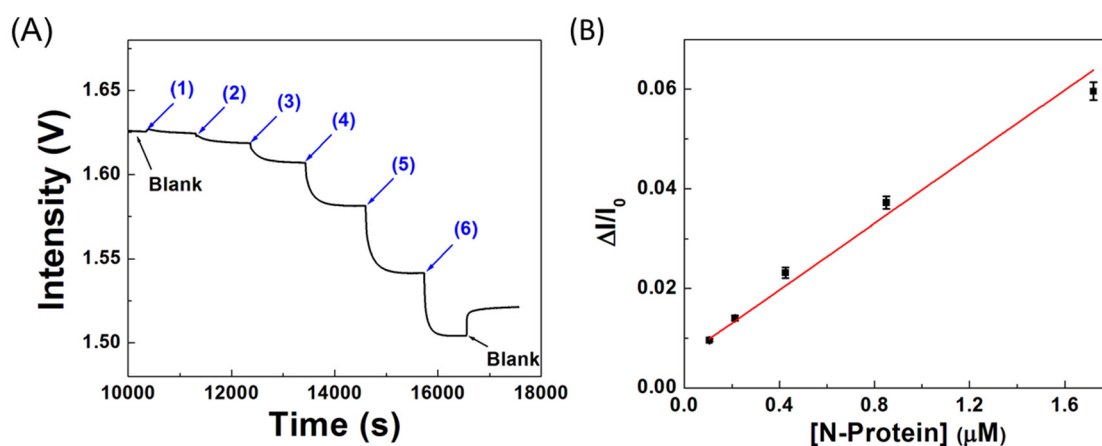 (A)
Intensity (V)
1.65
1.60
1.55
1.50
10000 12000 14000 16000 18000
Time (s)
(1)
(2)
(3)
(4)
(5)
(6)
Blank
Blank
(B)
ΔI/I0
0.06
0.04
0.02
0.00
0.0 0.4 0.8 1.2 1.6
[N-Protein] (μM)